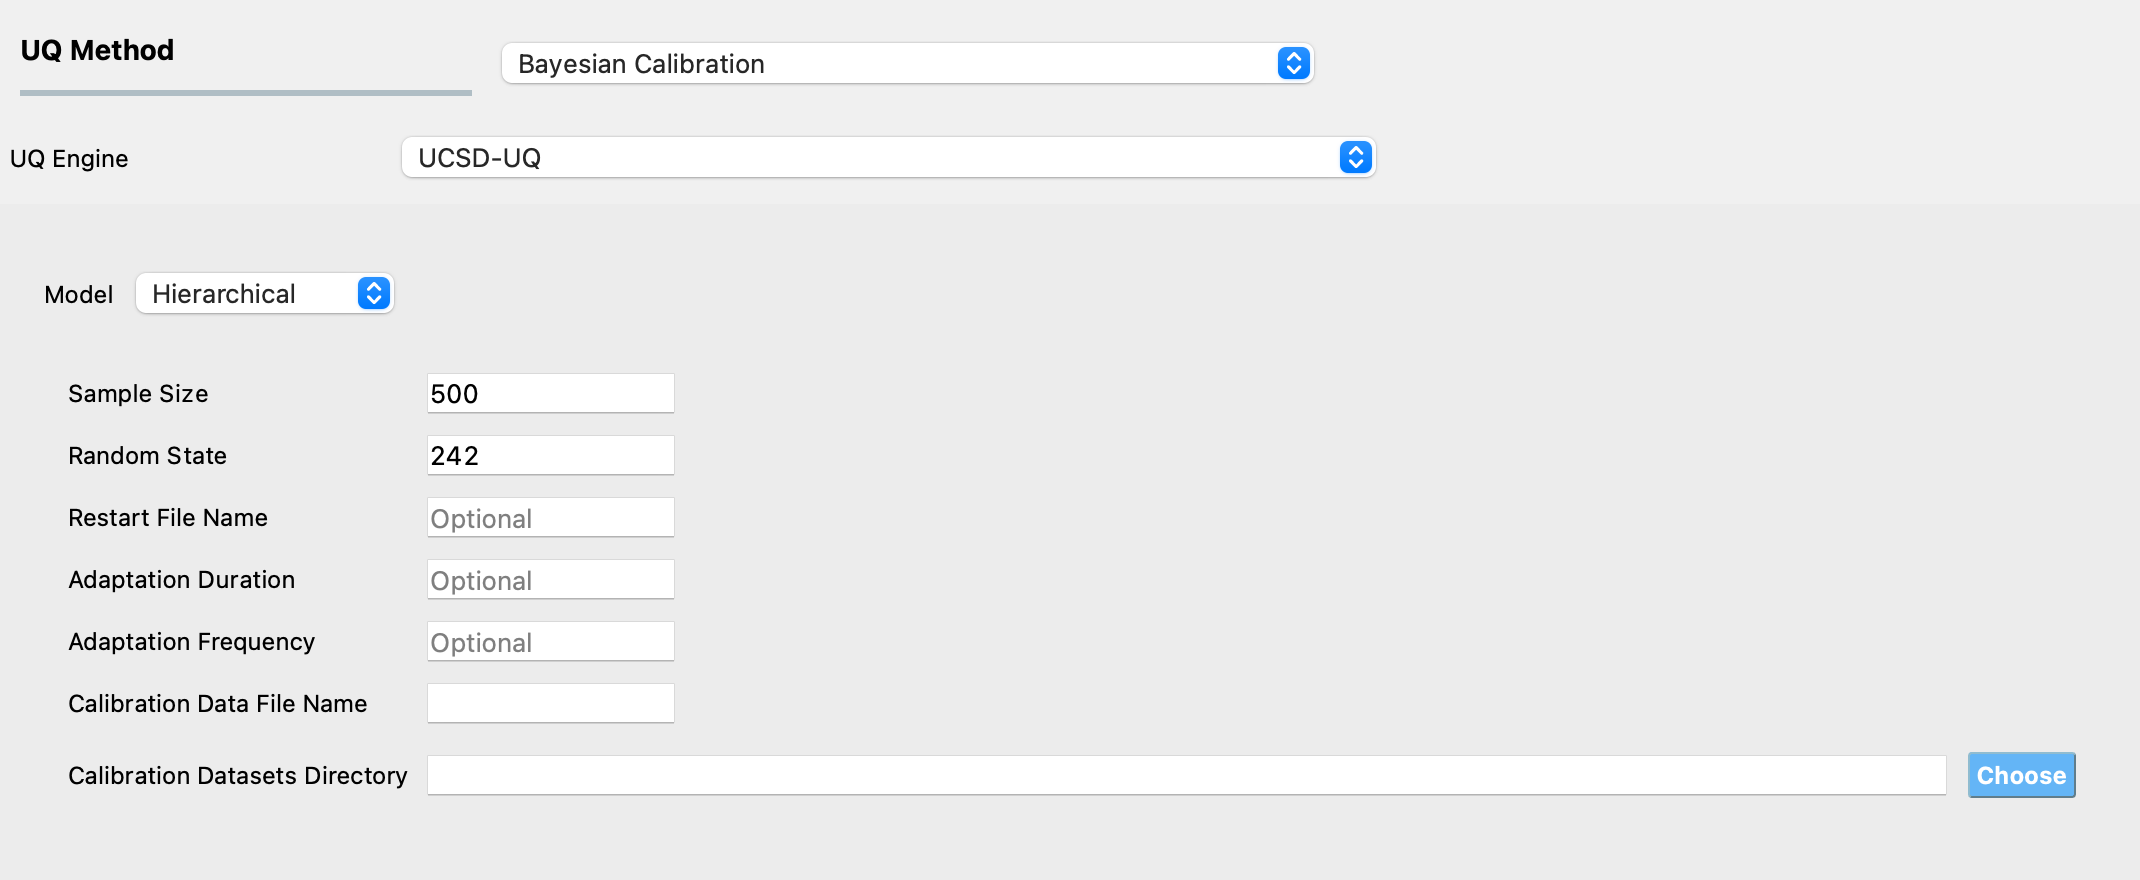 UQ Method
Bayesian Calibration
UQ Engine
UCSD-UQ
Model Hierarchical
Sample Size 500
Random State 242
Restart File Name Optional
Adaptation Duration Optional
Adaptation Frequency Optional
Calibration Data File Name
Calibration Datasets Directory Choose